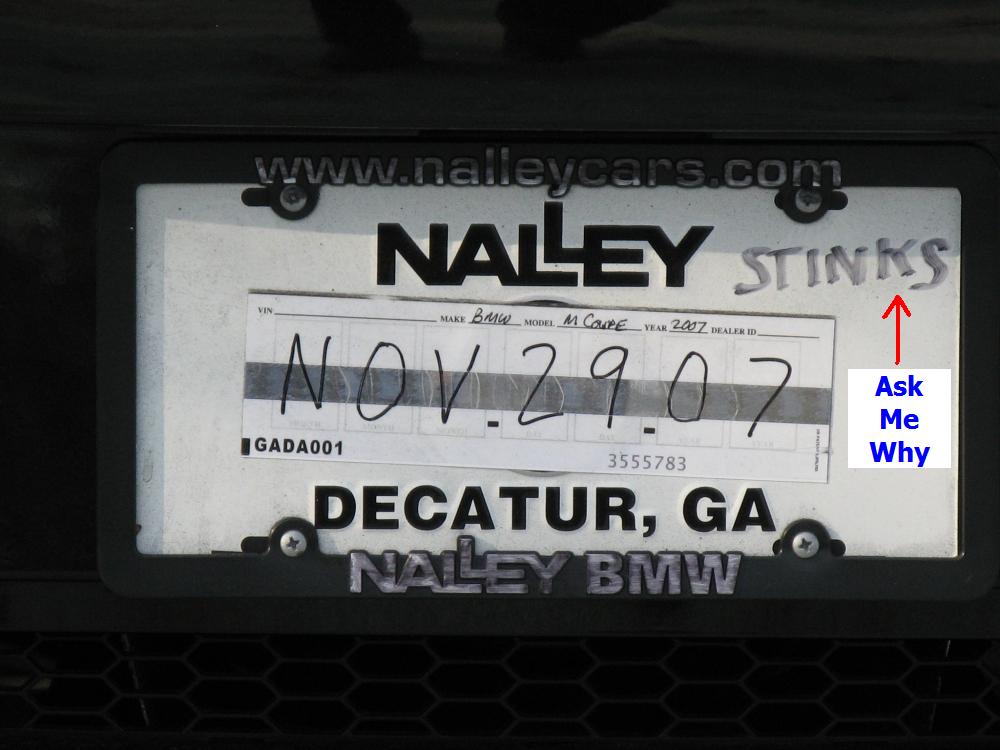 www.nalleycars.com
NALLEY STINKS
VIN MAKE BMW MODEL M COUPE YEAR 2007 DEALER ID
NOV.29.07
GADA001 3555783
DECATUR, GA
NALLEY BMW
Ask
Me
Why